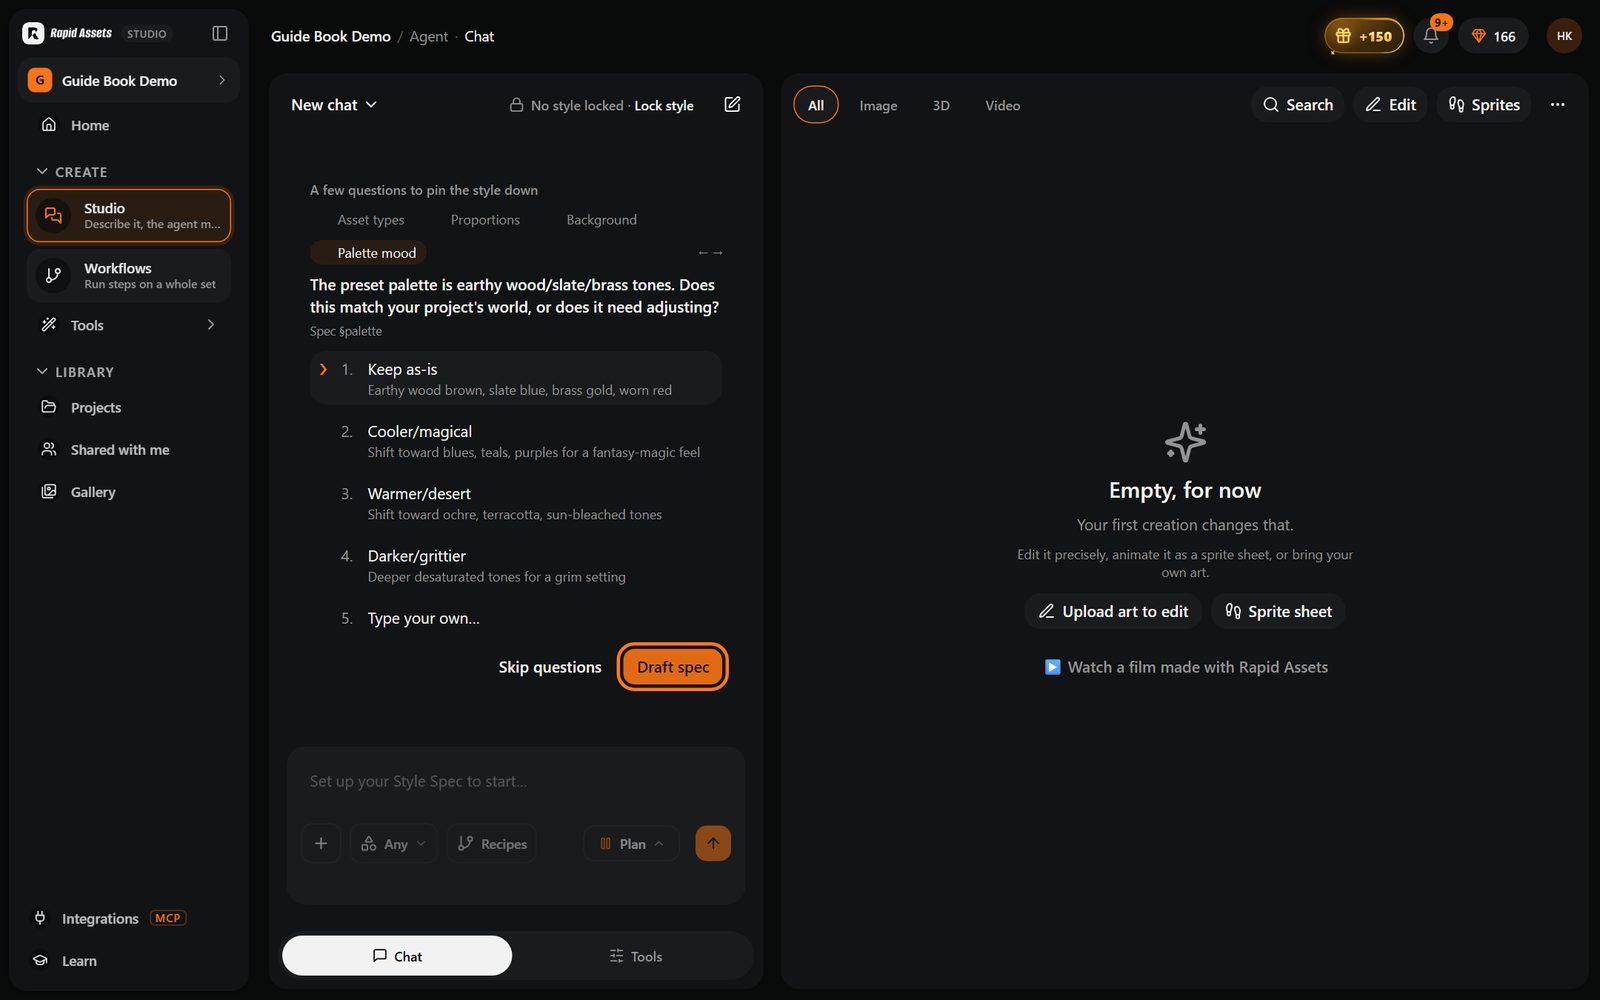 Rapid Assets STUDIO
G Guide Book Demo
Home
CREATE
Studio
Describe it, the agent m...
Workflows
Run steps on a whole set
Tools
LIBRARY
Projects
Shared with me
Gallery
Integrations MCP
Learn
Guide Book Demo / Agent · Chat
+150
9+
166
HK
New chat
No style locked · Lock style
A few questions to pin the style down
Asset types Proportions Background
Palette mood ← →
The preset palette is earthy wood/slate/brass tones. Does
this match your project's world, or does it need adjusting?
Spec §palette
1. Keep as-is
Earthy wood brown, slate blue, brass gold, worn red
2. Cooler/magical
Shift toward blues, teals, purples for a fantasy-magic feel
3. Warmer/desert
Shift toward ochre, terracotta, sun-bleached tones
4. Darker/grittier
Deeper desaturated tones for a grim setting
5. Type your own...
Skip questions Draft spec
Set up your Style Spec to start...
Any Recipes Plan
Chat Tools
All Image 3D Video Search Edit Sprites
Empty, for now
Your first creation changes that.
Edit it precisely, animate it as a sprite sheet, or bring your
own art.
Upload art to edit Sprite sheet
Watch a film made with Rapid Assets